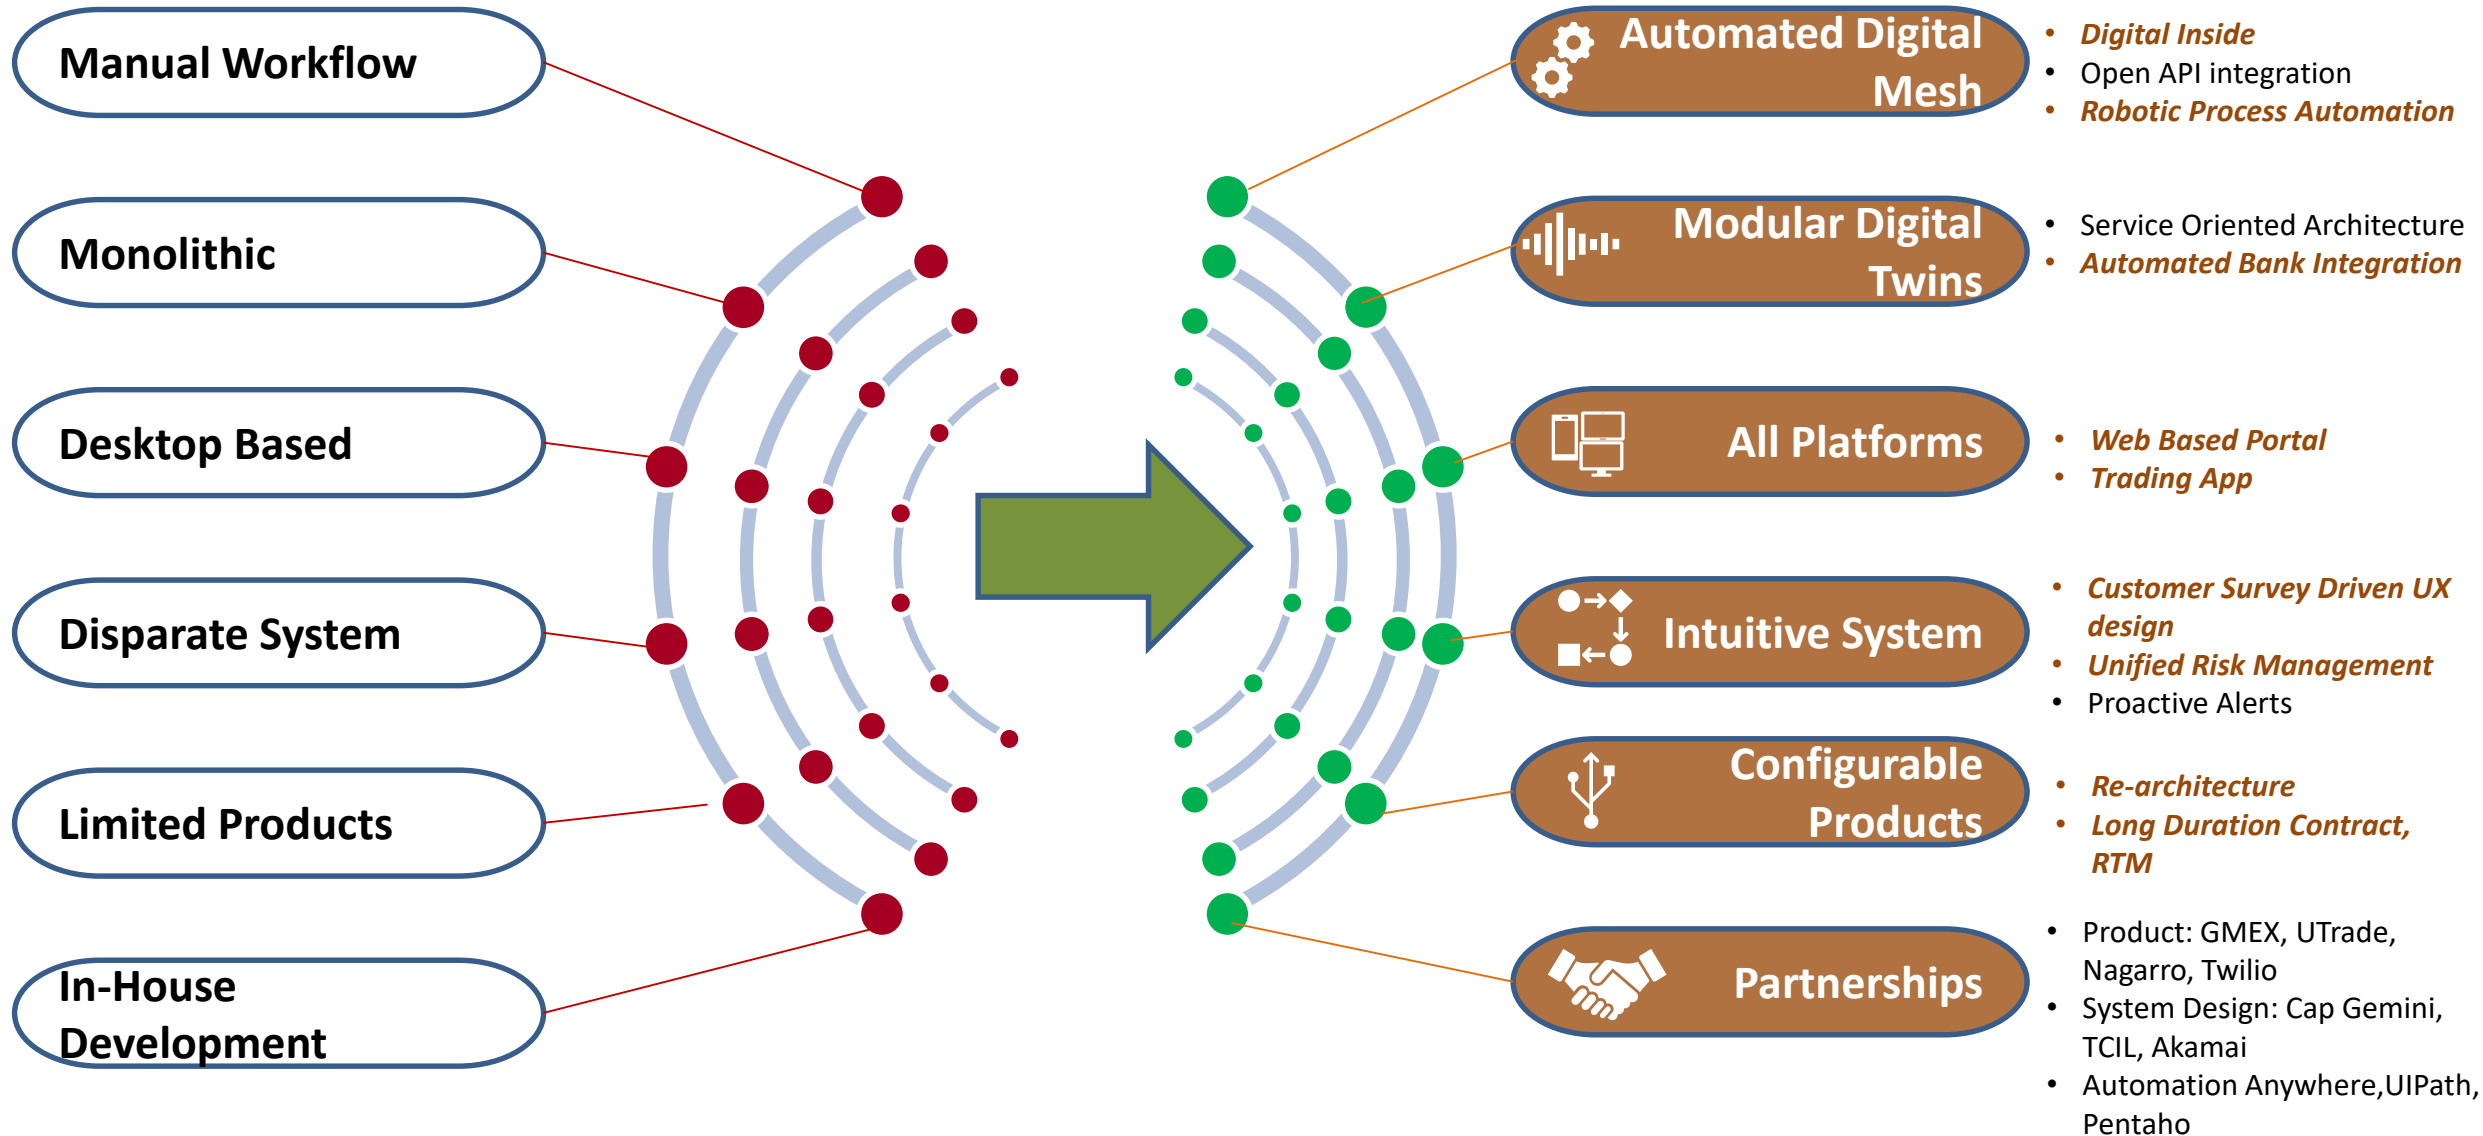 Manual Workflow
Monolithic
Desktop Based
Disparate System
Limited Products
In-House
Development
Automated Digital
Mesh
• Digital Inside
• Open API integration
• Robotic Process Automation
Modular Digital
Twins
• Service Oriented Architecture
• Automated Bank Integration
All Platforms
• Web Based Portal
• Trading App
Intuitive System
• Customer Survey Driven UX
design
• Unified Risk Management
• Proactive Alerts
Configurable
Products
• Re-architecture
• Long Duration Contract,
RTM
Partnerships
• Product: GMEX, UTrade,
Nagarro, Twilio
• System Design: Cap Gemini,
TCIL, Akamai
• Automation Anywhere,UIPath,
Pentaho